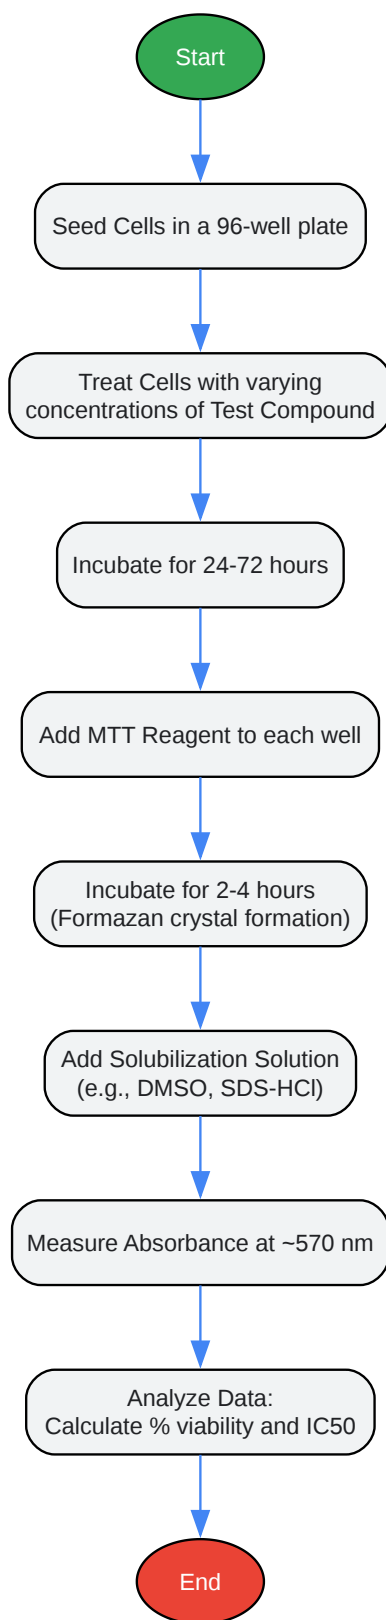 Start
Seed Cells in a 96-well plate
Treat Cells with varying
concentrations of Test Compound
Incubate for 24-72 hours
Add MTT Reagent to each well
Incubate for 2-4 hours
(Formazan crystal formation)
Add Solubilization Solution
(e.g., DMSO, SDS-HCl)
Measure Absorbance at ~570 nm
Analyze Data:
Calculate % viability and IC50
End